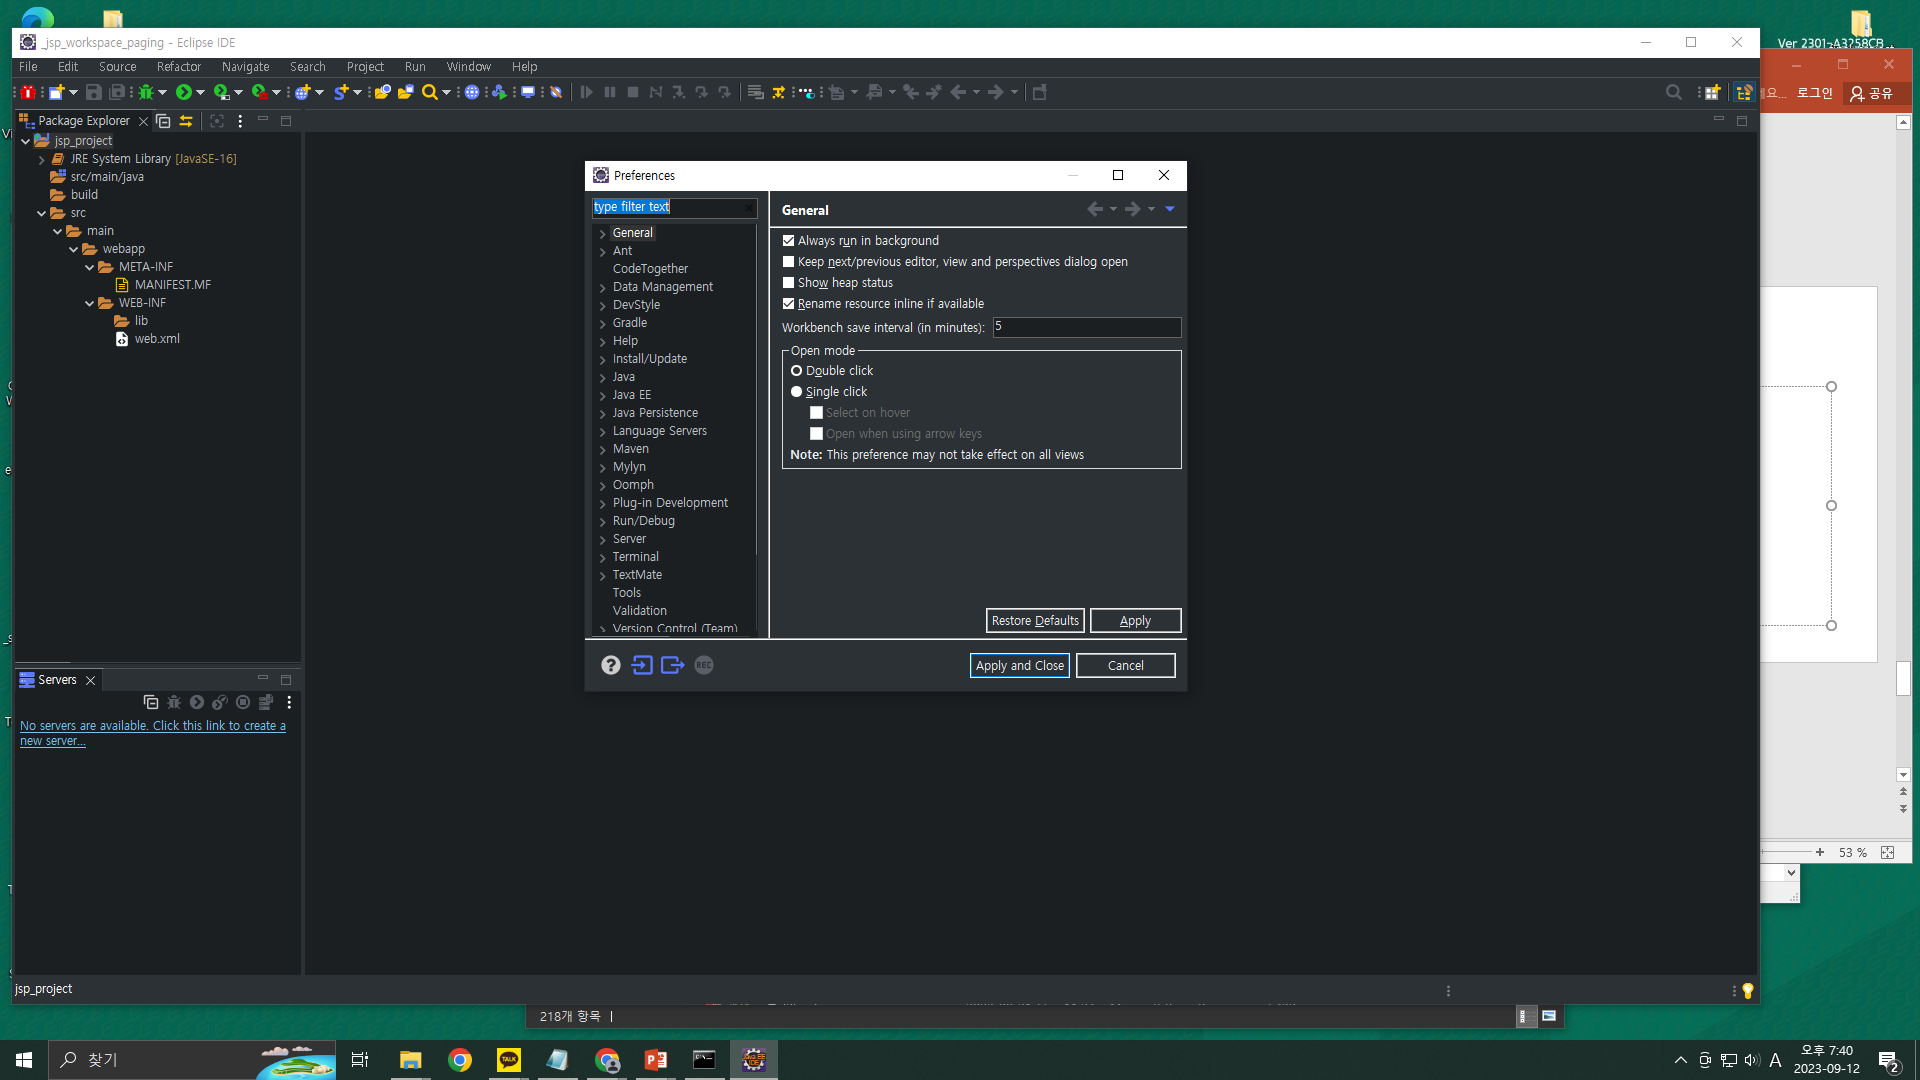 Ver 2301-A3258CB...
_jsp_workspace_paging - Eclipse IDE
File Edit Source Refactor Navigate Search Project Run Window Help
로그인
공유
Package Explorer
jsp_project
JRE System Library [JavaSE-16]
src/main/java
build
src
main
webapp
META-INF
MANIFEST.MF
WEB-INF
lib
web.xml
Preferences
type filter text
General
Ant
CodeTogether
Data Management
DevStyle
Gradle
Help
Install/Update
Java
Java EE
Java Persistence
Language Servers
Maven
Mylyn
Oomph
Plug-in Development
Run/Debug
Server
Terminal
TextMate
Tools
Validation
Version Control (Team)
General
Always run in background
Keep next/previous editor, view and perspectives dialog open
Show heap status
Rename resource inline if available
Workbench save interval (in minutes): 5
Open mode
Double click
Single click
Select on hover
Open when using arrow keys
Note: This preference may not take effect on all views
Restore Defaults
Apply
REC
Apply and Close
Cancel
Servers
No servers are available. Click this link to create a
new server...
jsp_project
53 %
218개 항목
찾기
TALK
A
오후 7:40
2023-09-12
2